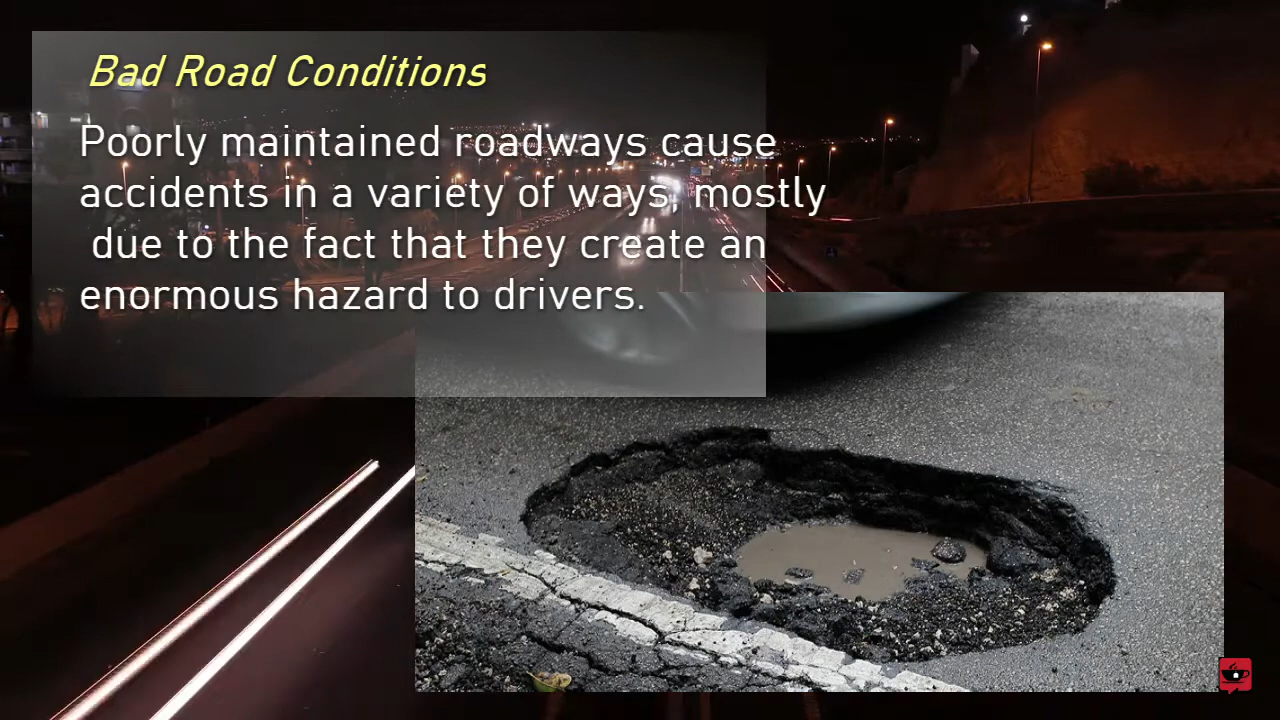 Bad Road Conditions
Poorly maintained roadways cause
accidents in a variety of ways, mostly
due to the fact that they create an
enormous hazard to drivers.